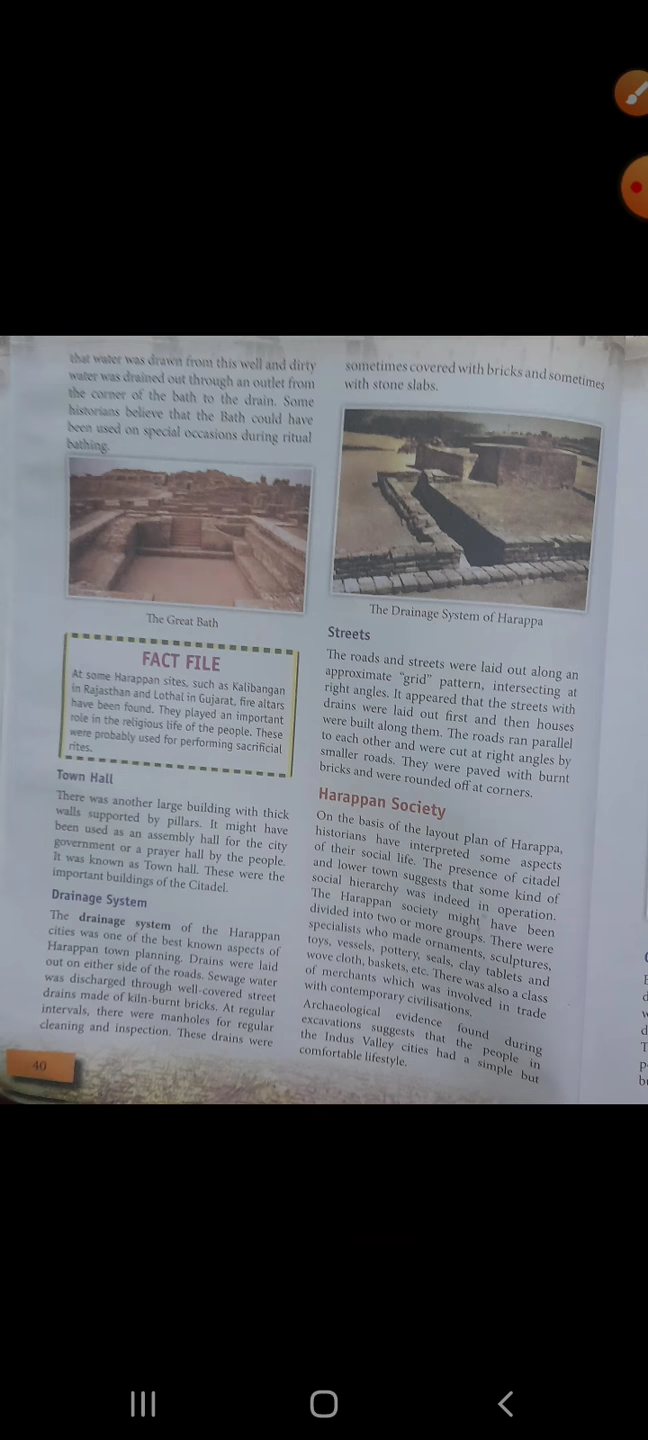 that water was drawn from this well and dirty
water was drained out through an outlet from
the corner of the bath to the drain. Some
historians believe that the Bath could have
been used on special occasions during ritual
bathing.
The Great Bath
FACT FILE
At some Harappan sites, such as Kalibangan
in Rajasthan and Lothal in Gujarat, fire altars
have been found. They played an important
role in the religious life of the people. These
were probably used for performing sacrificial
rites.
Town Hall
There was another large building with thick
walls supported by pillars. It might have
been used as an assembly hall for the city
government or a prayer hall by the people.
It was known as Town hall. These were the
important buildings of the Citadel.
Drainage System
The drainage system of the Harappan
cities was one of the best known aspects of
Harappan town planning. Drains were laid
out on either side of the roads. Sewage water
was discharged through well-covered street
drains made of kiln-burnt bricks. At regular
intervals, there were manholes for regular
cleaning and inspection. These drains were
40
sometimes covered with bricks and sometimes
with stone slabs.
The Drainage System of Harappa
Streets
The roads and streets were laid out along an
approximate "grid" pattern, intersecting at
right angles. It appeared that the streets with
drains were laid out first and then houses
were built along them. The roads ran parallel
to each other and were cut at right angles by
smaller roads. They were paved with burnt
bricks and were rounded off at corners.
Harappan Society
On the basis of the layout plan of Harappa,
historians have interpreted some aspects
of their social life. The presence of citadel
and lower town suggests that some kind of
social hierarchy was indeed in operation.
The Harappan society might have been
divided into two or more groups. There were
specialists who made ornaments, sculptures,
toys, vessels, pottery, seals, clay tablets and
wove cloth, baskets, etc. There was also a class
of merchants which was involved in trade
with contemporary civilisations.
Archaeological evidence found during
excavations suggests that the people in
the Indus Valley cities had a simple but
comfortable lifestyle.